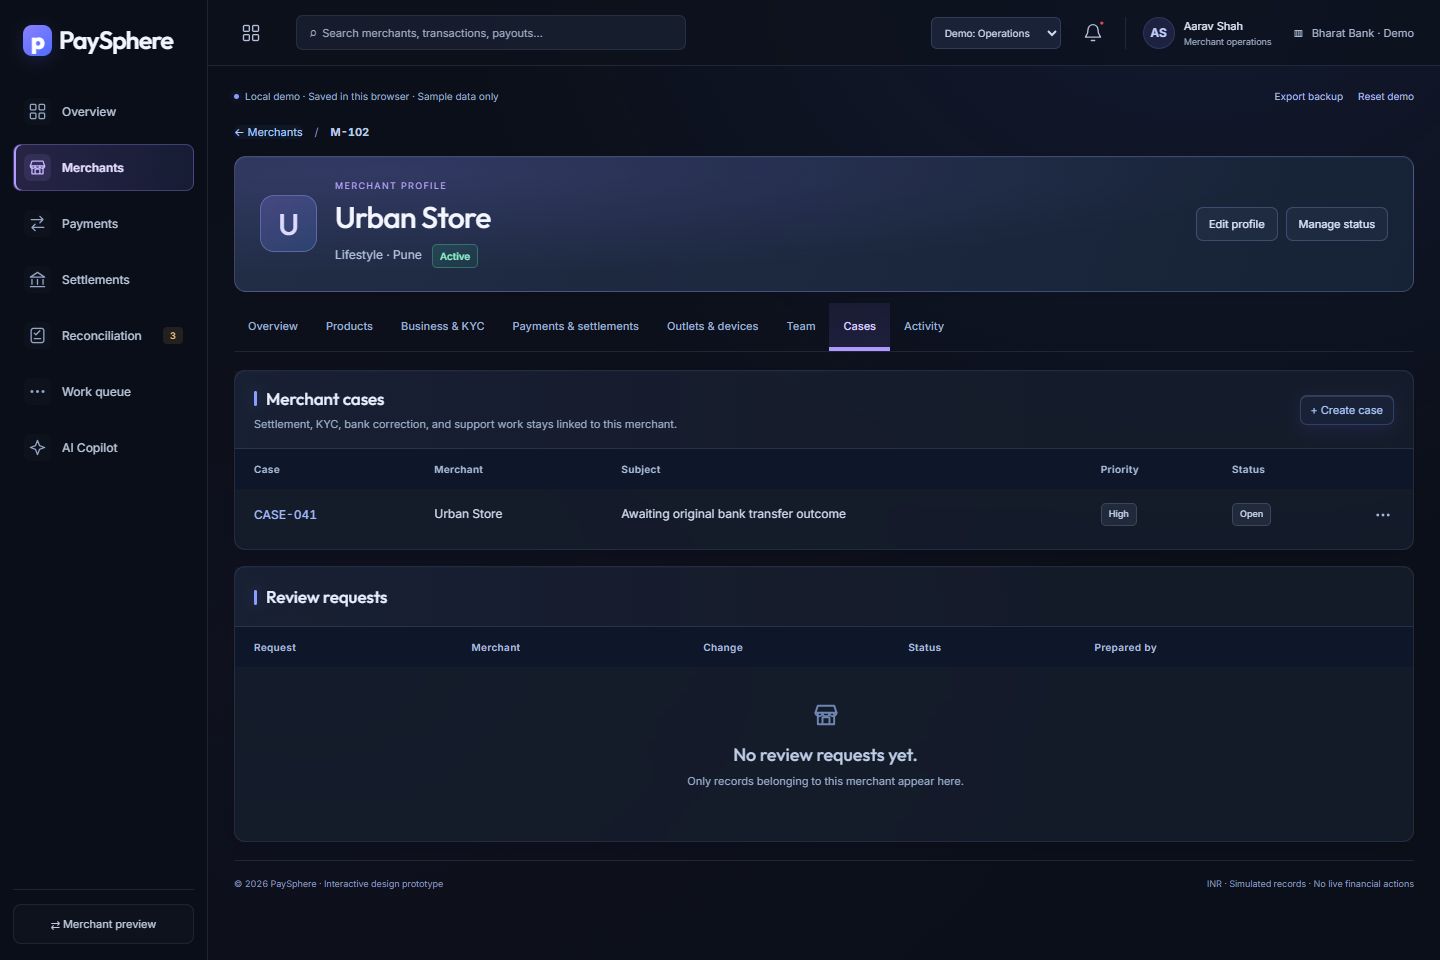 p PaySphere
Overview
Merchants
Payments
Settlements
Reconciliation 3
Work queue
AI Copilot
⇄ Merchant preview
Search merchants, transactions, payouts...
Demo: Operations
AS
Aarav Shah
Merchant operations
Bharat Bank · Demo
Local demo · Saved in this browser · Sample data only
Export backup Reset demo
← Merchants / M-102
U
MERCHANT PROFILE
Urban Store
Lifestyle · Pune Active
Edit profile Manage status
Overview Products Business & KYC Payments & settlements Outlets & devices Team Cases Activity
Merchant cases
Settlement, KYC, bank correction, and support work stays linked to this merchant.
+ Create case
Case Merchant Subject Priority Status
CASE-041 Urban Store Awaiting original bank transfer outcome High Open
Review requests
Request Merchant Change Status Prepared by
No review requests yet.
Only records belonging to this merchant appear here.
© 2026 PaySphere · Interactive design prototype
INR · Simulated records · No live financial actions